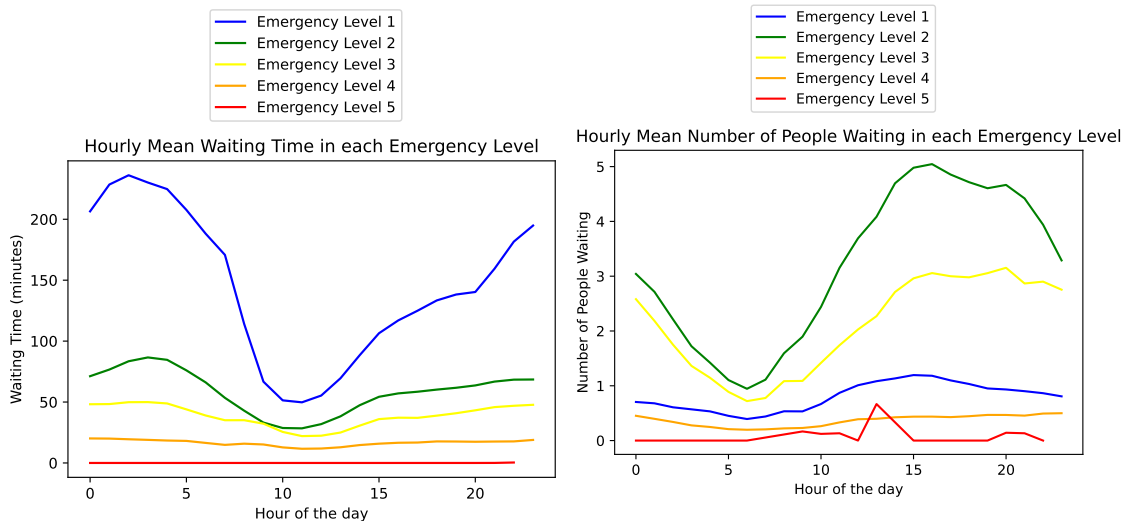 Emergency Level 1
Emergency Level 2
Emergency Level 3
Emergency Level 4
Emergency Level 5
Hourly Mean Waiting Time in each Emergency Level
200
150
100
50
0
Waiting Time (minutes)
0 5 10 15 20
Hour of the day
Emergency Level 1
Emergency Level 2
Emergency Level 3
Emergency Level 4
Emergency Level 5
Hourly Mean Number of People Waiting in each Emergency Level
5
4
3
2
1
0
Number of People Waiting
0 5 10 15 20
Hour of the day